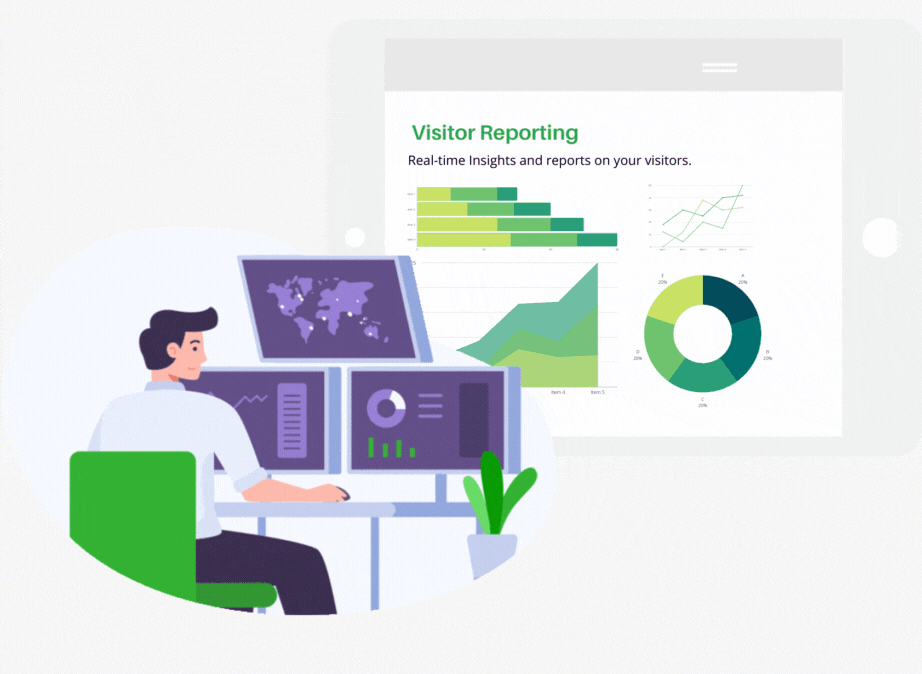 Visitor Reporting
Real-time Insights and reports on your visitors.
E
20%
A
20%
D
20%
B
20%
C
20%
Item 4
Item 5